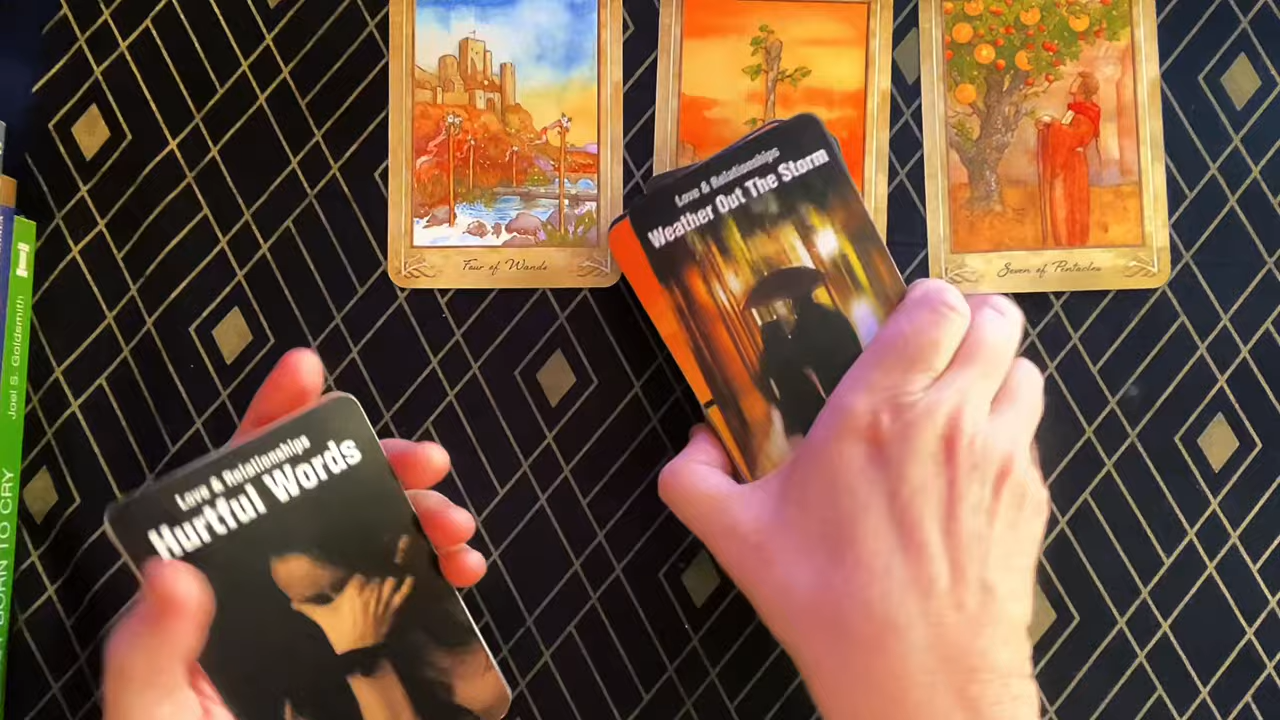 Four of Wands
Seven of Pentacles
Love & Relationships
Weather Out The Storm
Love & Relationships
Hurtful Words
Joel S. Goldsmith
BORN TO CRY